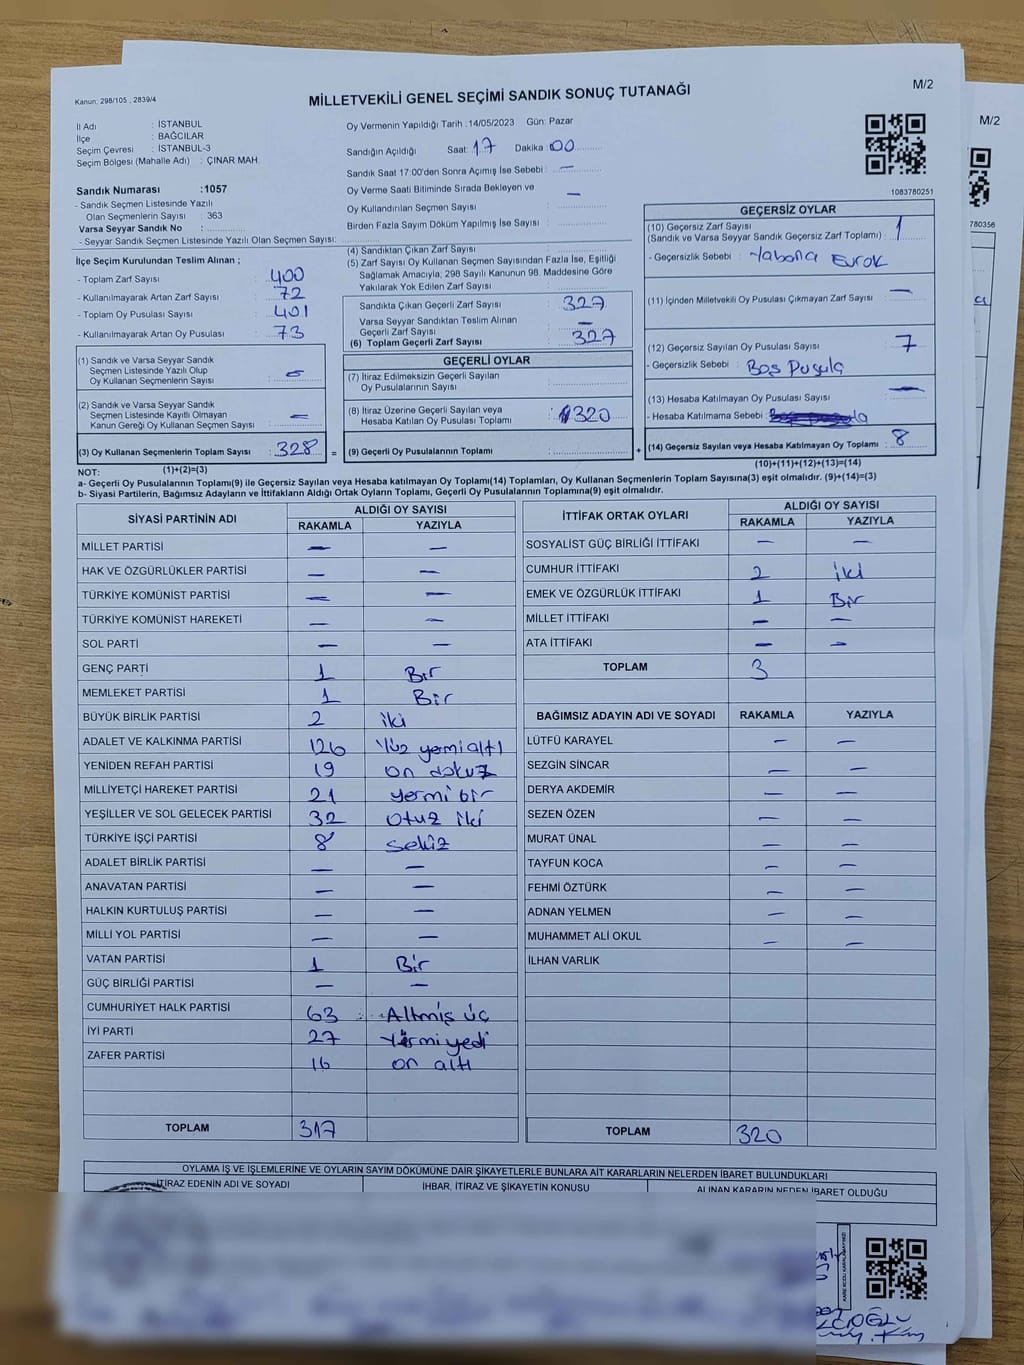 Kanun: 298/105 , 2839/4
MİLLETVEKİLİ GENEL SEÇİMİ SANDIK SONUÇ TUTANAĞI
M/2
İl Adı : İSTANBUL
İlçe : BAĞCILAR
Seçim Çevresi : İSTANBUL-3
Seçim Bölgesi (Mahalle Adı) : ÇINAR MAH.
Sandık Numarası :1057
- Sandık Seçmen Listesinde Yazılı
Olan Seçmenlerin Sayısı : 363
Varsa Seyyar Sandık No :
- Seyyar Sandık Seçmen Listesinde Yazılı Olan Seçmen Sayısı:
Oy Vermenin Yapıldığı Tarih :14/05/2023 Gün: Pazar
Sandığın Açıldığı Saat: 17 Dakika :00
Sandık Saat 17:00'den Sonra Açımış İse Sebebi : —
Oy Verme Saati Bitiminde Sırada Bekleyen ve
Oy Kullandırılan Seçmen Sayısı : —
Birden Fazla Sayım Döküm Yapılmış İse Sayısı :
1083780251
İlçe Seçim Kurulundan Teslim Alınan ;
- Toplam Zarf Sayısı : 400
- Kullanılmayarak Artan Zarf Sayısı : 72
- Toplam Oy Pusulası Sayısı : 401
- Kullanılmayarak Artan Oy Pusulası : 73
(1) Sandık ve Varsa Seyyar Sandık
Seçmen Listesinde Yazılı Olup
Oy Kullanan Seçmenlerin Sayısı :
(2) Sandık ve Varsa Seyyar Sandık
Seçmen Listesinde Kayıtlı Olmayan
Kanun Gereği Oy Kullanan Seçmen Sayısı : —
(3) Oy Kullanan Seçmenlerin Toplam Sayısı : 328 =
(1)+(2)=(3)
(4) Sandıktan Çıkan Zarf Sayısı :
(5) Zarf Sayısı Oy Kullanan Seçmen Sayısından Fazla İse, Eşitliği
Sağlamak Amacıyla; 298 Sayılı Kanunun 98. Maddesine Göre
Yakılarak Yok Edilen Zarf Sayısı :
Sandıkta Çıkan Geçerli Zarf Sayısı : 327
Varsa Seyyar Sandıktan Teslim Alınan
Geçerli Zarf Sayısı : —
(6) Toplam Geçerli Zarf Sayısı : 327
GEÇERLİ OYLAR
(7) İtiraz Edilmeksizin Geçerli Sayılan
Oy Pusulalarının Sayısı :
(8) İtiraz Üzerine Geçerli Sayılan veya
Hesaba Katılan Oy Pusulası Toplamı : 320
(9) Geçerli Oy Pusulalarının Toplamı : +
GEÇERSİZ OYLAR
(10) Geçersiz Zarf Sayısı
(Sandık ve Varsa Seyyar Sandık Geçersiz Zarf Toplamı) : 1
- Geçersizlik Sebebi : Yabancı Evrak
(11) İçinden Milletvekili Oy Pusulası Çıkmayan Zarf Sayısı : —
(12) Geçersiz Sayılan Oy Pusulası Sayısı : 7
- Geçersizlik Sebebi : Boş Pusula
(13) Hesaba Katılmayan Oy Pusulası Sayısı : —
- Hesaba Katılmama Sebebi :
(14) Geçersiz Sayılan veya Hesaba Katılmayan Oy Toplamı : 8
(10)+(11)+(12)+(13)=(14)
NOT:
a- Geçerli Oy Pusulalarının Toplamı(9) ile Geçersiz Sayılan veya Hesaba katılmayan Oy Toplamı(14) Toplamları, Oy Kullanan Seçmenlerin Toplam Sayısına(3) eşit olmalıdır. (9)+(14)=(3)
b- Siyasi Partilerin, Bağımsız Adayların ve İttifakların Aldığı Ortak Oyların Toplamı, Geçerli Oy Pusulalarının Toplamına(9) eşit olmalıdır.
SİYASİ PARTİNİN ADI ALDIĞI OY SAYISI
RAKAMLA YAZIYLA
MİLLET PARTİSİ — —
HAK VE ÖZGÜRLÜKLER PARTİSİ — —
TÜRKİYE KOMÜNİST PARTİSİ — —
TÜRKİYE KOMÜNİST HAREKETİ — —
SOL PARTİ — —
GENÇ PARTİ 1 Bir
MEMLEKET PARTİSİ 1 Bir
BÜYÜK BİRLİK PARTİSİ 2 iki
ADALET VE KALKINMA PARTİSİ 126 Yüz yirmi altı
YENİDEN REFAH PARTİSİ 19 on dokuz
MİLLİYETÇİ HAREKET PARTİSİ 21 yirmi bir
YEŞİLLER VE SOL GELECEK PARTİSİ 32 otuz iki
TÜRKİYE İŞÇİ PARTİSİ 8 sekiz
ADALET BİRLİK PARTİSİ — —
ANAVATAN PARTİSİ — —
HALKIN KURTULUŞ PARTİSİ — —
MİLLİ YOL PARTİSİ — —
VATAN PARTİSİ 1 Bir
GÜÇ BİRLİĞİ PARTİSİ — —
CUMHURİYET HALK PARTİSİ 63 Altmış üç
İYİ PARTİ 27 Yirmi yedi
ZAFER PARTİSİ 16 on altı
TOPLAM 317
İTTİFAK ORTAK OYLARI ALDIĞI OY SAYISI
RAKAMLA YAZIYLA
SOSYALİST GÜÇ BİRLİĞİ İTTİFAKI — —
CUMHUR İTTİFAKI 2 iki
EMEK VE ÖZGÜRLÜK İTTİFAKI 1 Bir
MİLLET İTTİFAKI — —
ATA İTTİFAKI — —
TOPLAM 3
BAĞIMSIZ ADAYIN ADI VE SOYADI RAKAMLA YAZIYLA
LÜTFÜ KARAYEL — —
SEZGİN SİNCAR — —
DERYA AKDEMİR — —
SEZEN ÖZEN — —
MURAT ÜNAL — —
TAYFUN KOCA — —
FEHMİ ÖZTÜRK — —
ADNAN YELMEN — —
MUHAMMET ALİ OKUL — —
İLHAN VARLIK
TOPLAM 320
OYLAMA İŞ VE İŞLEMLERİNE VE OYLARIN SAYIM DÖKÜMÜNE DAİR ŞİKAYETLERLE BUNLARA AİT KARARLARIN NELERDEN İBARET BULUNDUKLARI
İTİRAZ EDENİN ADI VE SOYADI İHBAR, İTİRAZ VE ŞİKAYETİN KONUSU ALINAN KARARIN NEDEN İBARET OLDUĞU
M/2
780356